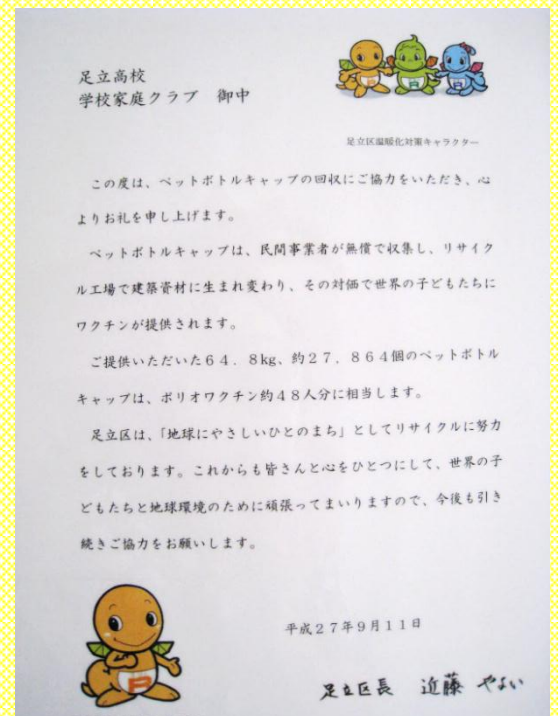 足立高校
学校家庭クラブ　御中
足立区温暖化対策キャラクター
この度は、ペットボトルキャップの回収にご協力をいただき、心
よりお礼を申し上げます。
ペットボトルキャップは、民間事業者が無償で収集し、リサイク
ル工場で建築資材に生まれ変わり、その対価で世界の子どもたちに
ワクチンが提供されます。
ご提供いただいた６４．８kg、約２７．８６４個のペットボトル
キャップは、ポリオワクチン約４８人分に相当します。
足立区は、「地球にやさしいひとのまち」としてリサイクルに努力
をしております。これからも皆さんと心をひとつにして、世界の子
どもたちと地球環境のために頑張ってまいりますので、今後も引き
続きご協力をお願いします。
平成２７年９月１１日
足立区長　近藤　やよい